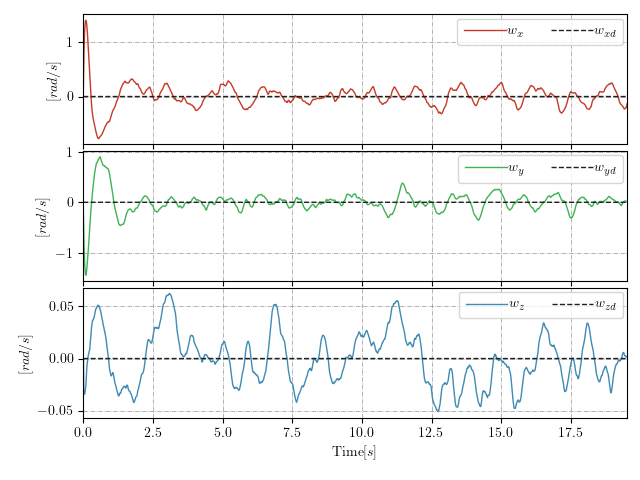 w_x w_xd
[rad/s]
1
0
w_y w_yd
[rad/s]
1
0
−1
w_z w_zd
[rad/s]
0.05
0.00
−0.05
0.0 2.5 5.0 7.5 10.0 12.5 15.0 17.5
Time[s]